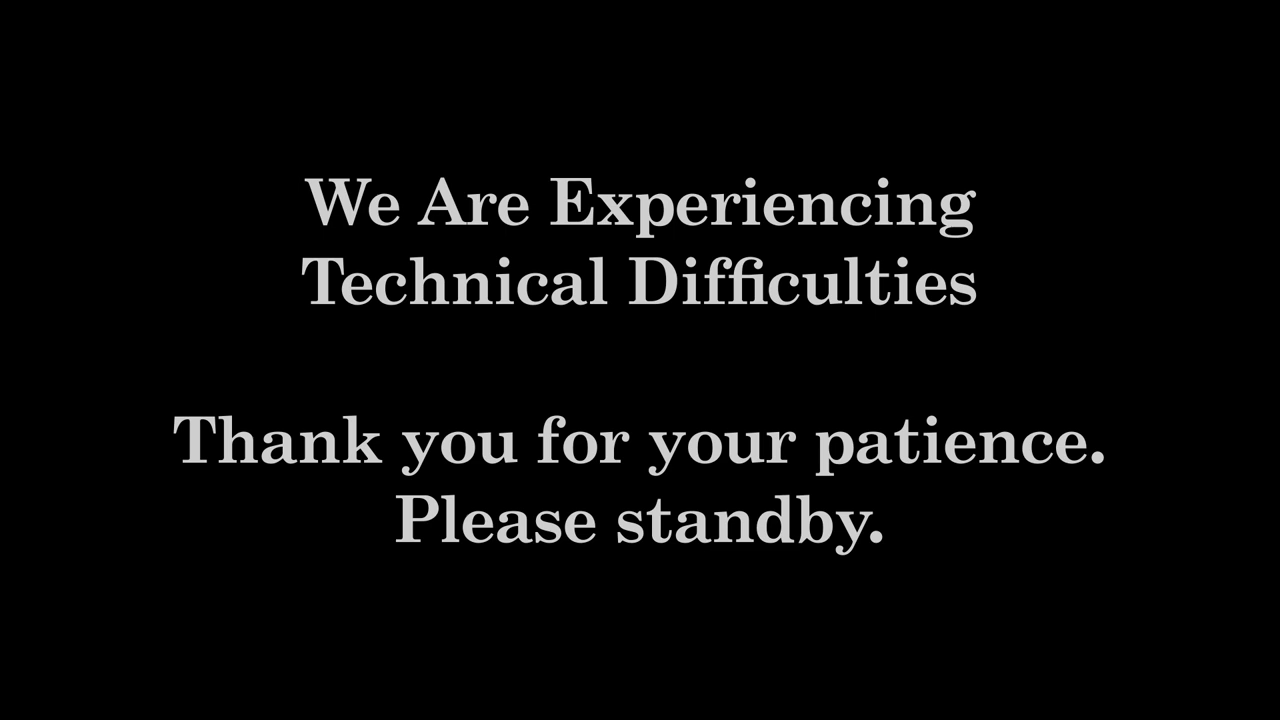 We Are Experiencing
Technical Difficulties
Thank you for your patience.
Please standby.